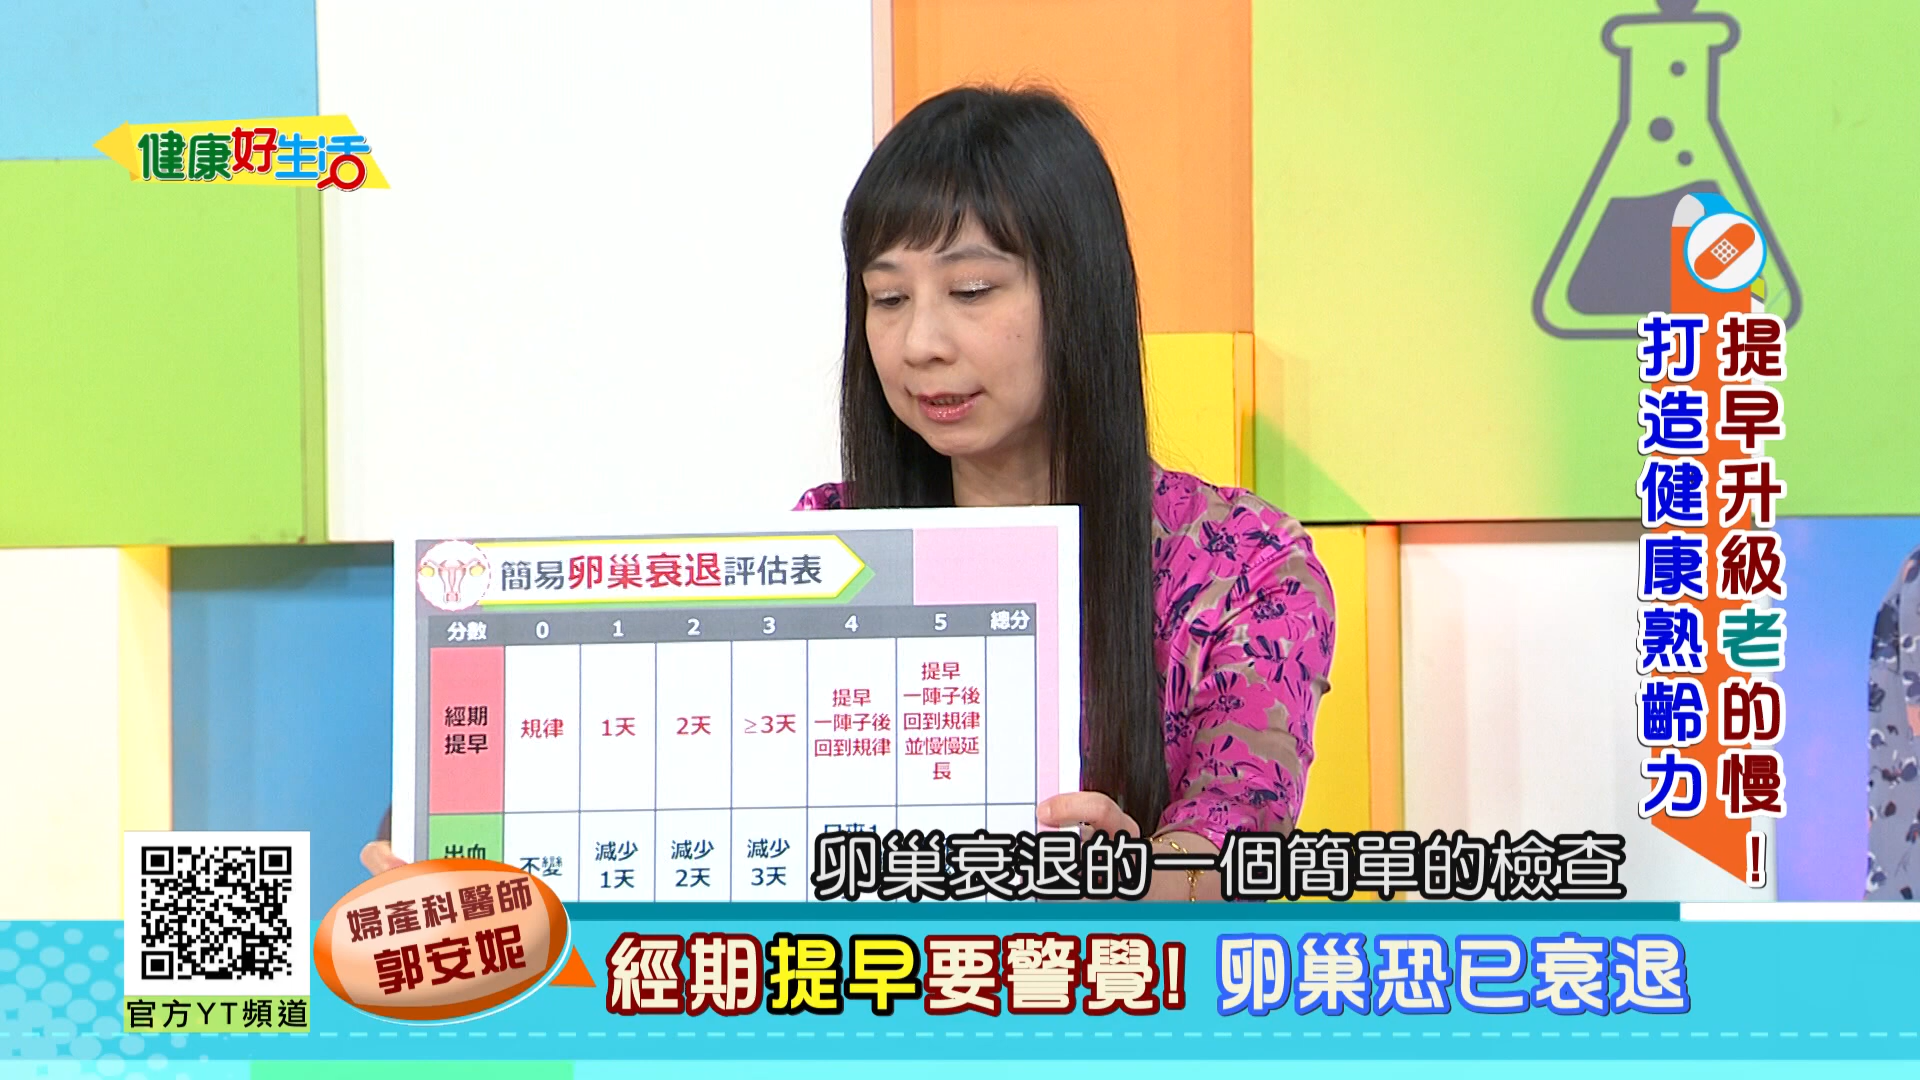 健康好生活
提早升級老的慢！
打造健康熟齡力
簡易卵巢衰退評估表
分數 0 1 2 3 4 5 總分
經期提早 規律 1天 2天 ≥3天 提早一陣子後回到規律 提早一陣子後回到規律並慢慢延長
出血 不變 減少1天 減少2天 減少3天
卵巢衰退的一個簡單的檢查
婦產科醫師
郭安妮
經期提早要警覺! 卵巢恐已衰退
官方YT頻道